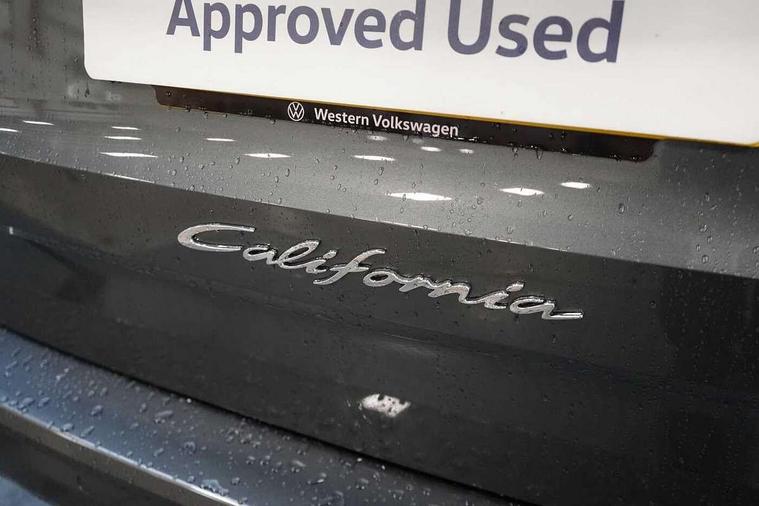 Approved Used
Western Volkswagen
California